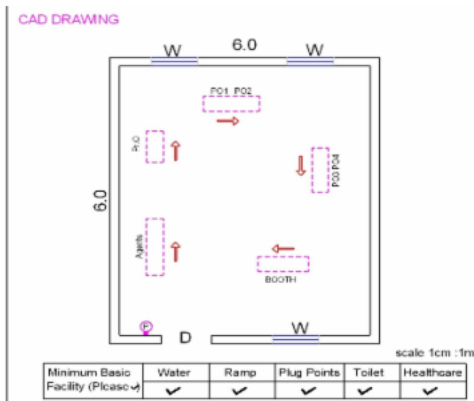 CAD DRAWING
W 6.0 W
PO1 PO2
Pr.O
PO3 PO4
6.0
Agents
BOOTH
W
D
scale 1cm :1m
Minimum Basic Facility (Please✓) Water Ramp Plug Points Toilet Healthcare
✓ ✓ ✓ ✓ ✓